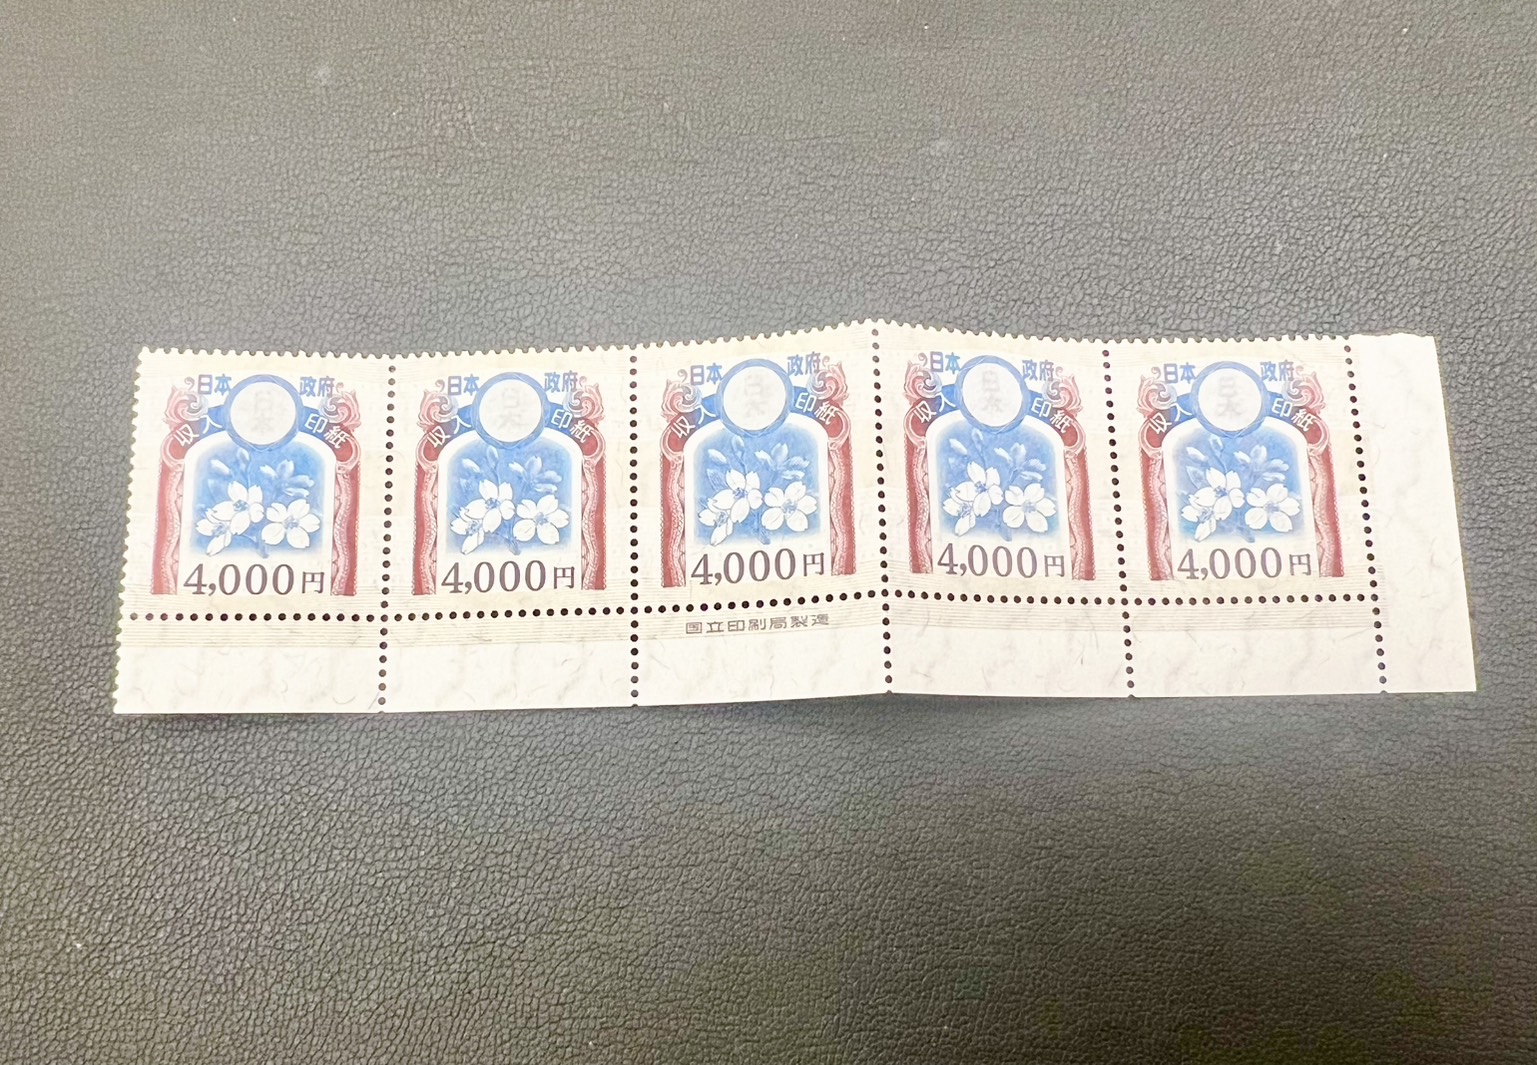 日本 政府
収入印紙
4,000円
日本 政府
収入印紙
4,000円
日本 政府
収入印紙
4,000円
日本 政府
収入印紙
4,000円
日本 政府
収入印紙
4,000円
国立印刷局製造